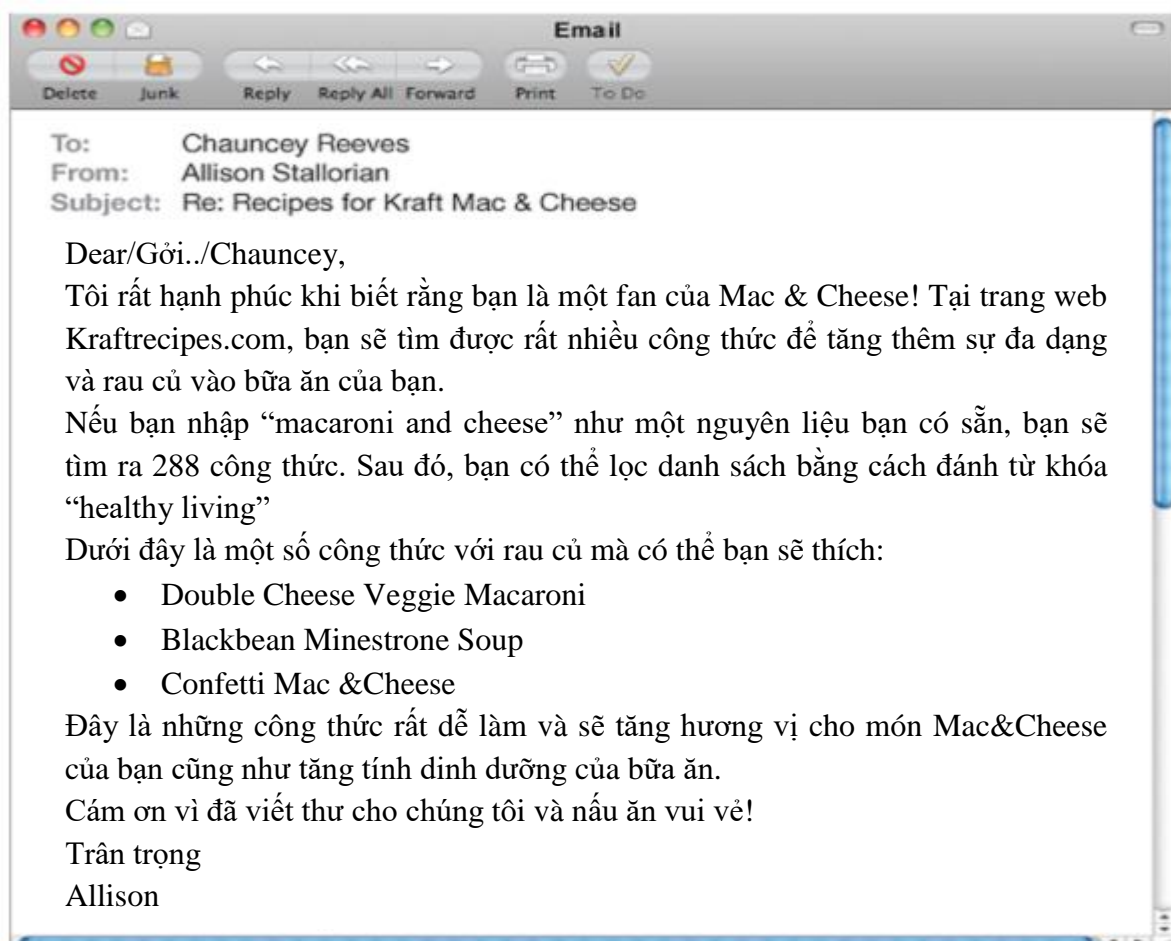 Email
Delete Junk Reply Reply All Forward Print To Do
To: Chauncey Reeves
From: Allison Stallorian
Subject: Re: Recipes for Kraft Mac & Cheese
Dear/Gởi../Chauncey,
Tôi rất hạnh phúc khi biết rằng bạn là một fan của Mac & Cheese! Tại trang web
Kraftrecipes.com, bạn sẽ tìm được rất nhiều công thức để tăng thêm sự đa dạng
và rau củ vào bữa ăn của bạn.
Nếu bạn nhập “macaroni and cheese” như một nguyên liệu bạn có sẵn, bạn sẽ
tìm ra 288 công thức. Sau đó, bạn có thể lọc danh sách bằng cách đánh từ khóa
“healthy living”
Dưới đây là một số công thức với rau củ mà có thể bạn sẽ thích:
• Double Cheese Veggie Macaroni
• Blackbean Minestrone Soup
• Confetti Mac &Cheese
Đây là những công thức rất dễ làm và sẽ tăng hương vị cho món Mac&Cheese
của bạn cũng như tăng tính dinh dưỡng của bữa ăn.
Cám ơn vì đã viết thư cho chúng tôi và nấu ăn vui vẻ!
Trân trọng
Allison